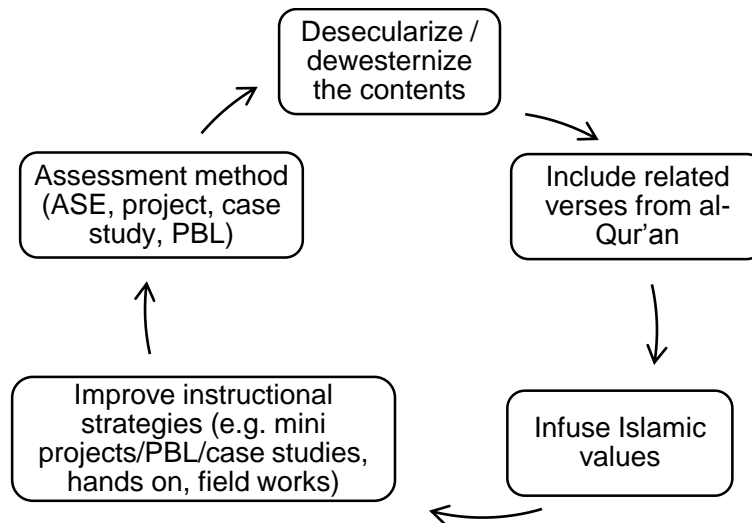 Desecularize /
dewesternize
the contents
Include related
verses from al-
Qur’an
Infuse Islamic
values
Improve instructional
strategies (e.g. mini
projects/PBL/case studies,
hands on, field works)
Assessment method
(ASE, project, case
study, PBL)